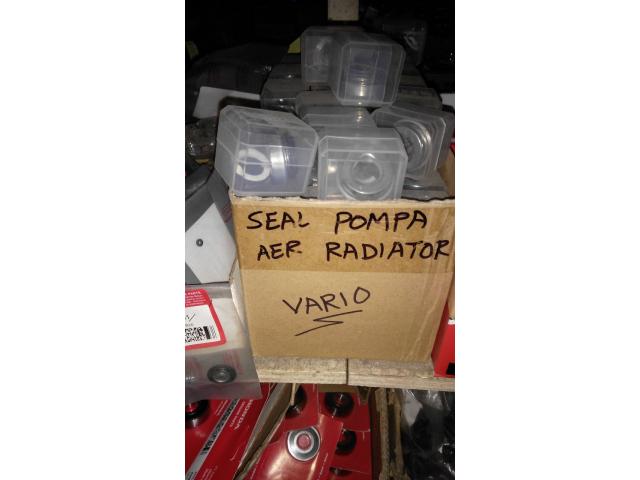 SEAL POMPA
AER RADIATOR
VARIO